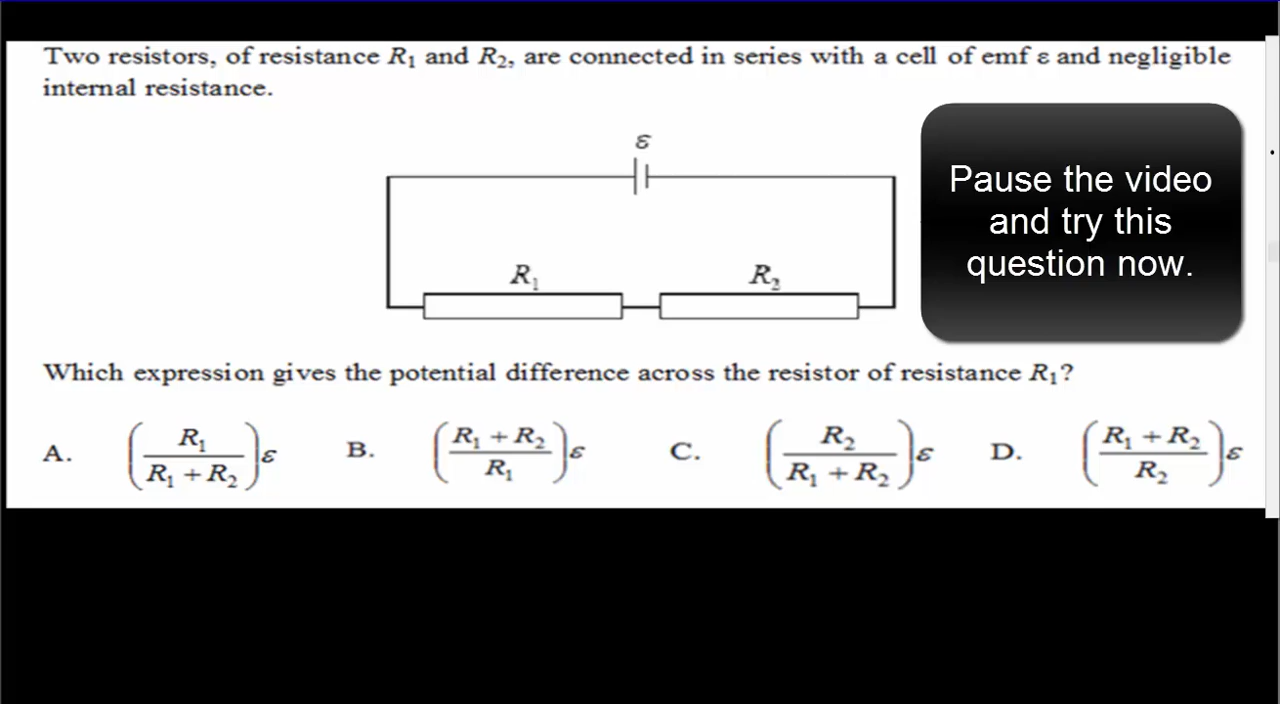 Two resistors, of resistance R₁ and R₂, are connected in series with a cell of emf ε and negligible
internal resistance.
ε
Pause the video
and try this
question now.
R₁
R₂
Which expression gives the potential difference across the resistor of resistance R₁?
A. (R₁ / (R₁ + R₂)) ε B. ((R₁ + R₂) / R₁) ε C. (R₂ / (R₁ + R₂)) ε D. ((R₁ + R₂) / R₂) ε